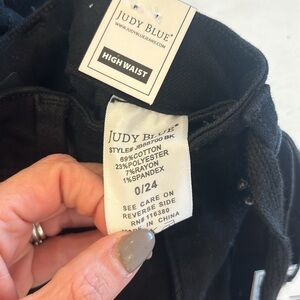 JUDY BLUE®
WWW.JUDYBLUEJEANS.COM
HIGH WAIST
JUDY BLUE®
STYLE# JB88700 BK
69%COTTON
23%POLYESTER
7%RAYON
1%SPANDEX
0/24
SEE CARE ON
REVERSE SIDE
RN# 116380
MADE IN CHINA